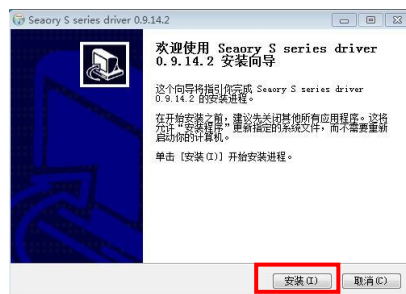 Seaory S series driver 0.9.14.2
欢迎使用 Seaory S series driver
0.9.14.2 安装向导
这个向导将指引你完成 Seaory S series driver
0.9.14.2 的安装进程。
在开始安装之前，建议先关闭其他所有应用程序。这将
允许“安装程序”更新指定的系统文件，而不需要重新
启动你的计算机。
单击 [安装(I)] 开始安装进程。
安装(I)
取消(C)